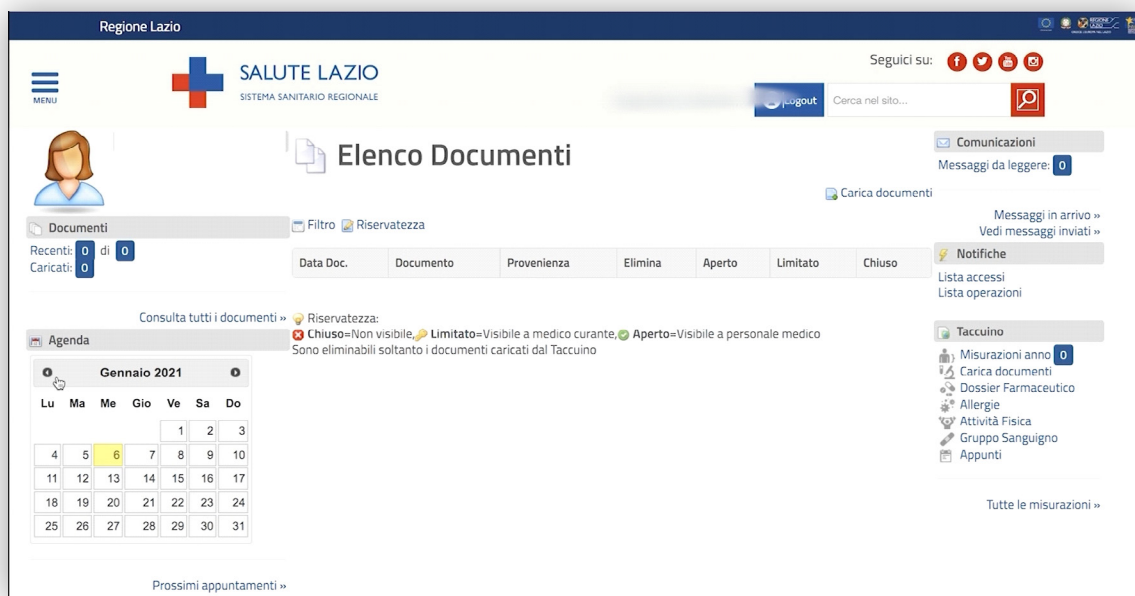 Regione Lazio
MENU
SALUTE LAZIO
SISTEMA SANITARIO REGIONALE
Seguici su:
Logout
Cerca nel sito...
Documenti
Recenti: 0 di 0
Caricati: 0
Consulta tutti i documenti »
Agenda
Gennaio 2021
Lu Ma Me Gio Ve Sa Do
1 2 3
4 5 6 7 8 9 10
11 12 13 14 15 16 17
18 19 20 21 22 23 24
25 26 27 28 29 30 31
Prossimi appuntamenti »
Elenco Documenti
Carica documenti
Filtro Riservatezza
Data Doc. Documento Provenienza Elimina Aperto Limitato Chiuso
Riservatezza:
Chiuso=Non visibile, Limitato=Visibile a medico curante, Aperto=Visibile a personale medico
Sono eliminabili soltanto i documenti caricati dal Taccuino
Comunicazioni
Messaggi da leggere: 0
Messaggi in arrivo »
Vedi messaggi inviati »
Notifiche
Lista accessi
Lista operazioni
Taccuino
Misurazioni anno 0
Carica documenti
Dossier Farmaceutico
Allergie
Attività Fisica
Gruppo Sanguigno
Appunti
Tutte le misurazioni »